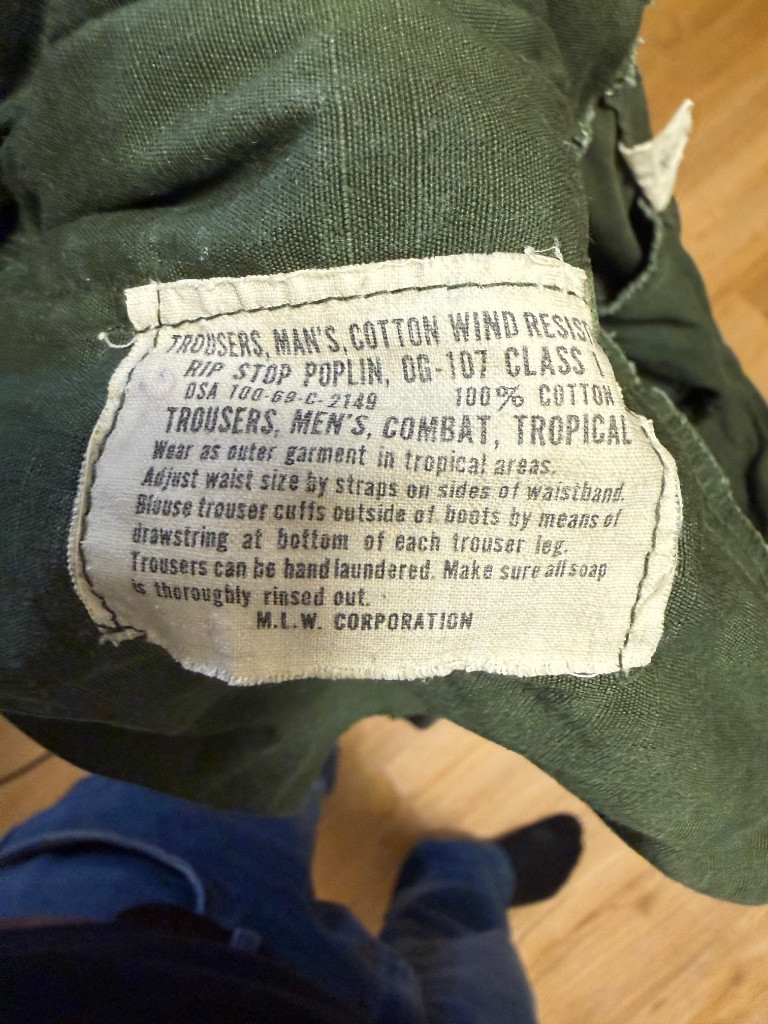 TROUSERS, MAN'S, COTTON WIND RESIST
RIP STOP POPLIN, OG-107 CLASS 1
DSA 100-69-C-2149 100% COTTON
TROUSERS, MEN'S, COMBAT, TROPICAL
Wear as outer garment in tropical areas.
Adjust waist size by straps on sides of waistband.
Blouse trouser cuffs outside of boots by means of
drawstring at bottom of each trouser leg.
Trousers can be hand laundered. Make sure all soap
is thoroughly rinsed out.
M.L.W. CORPORATION